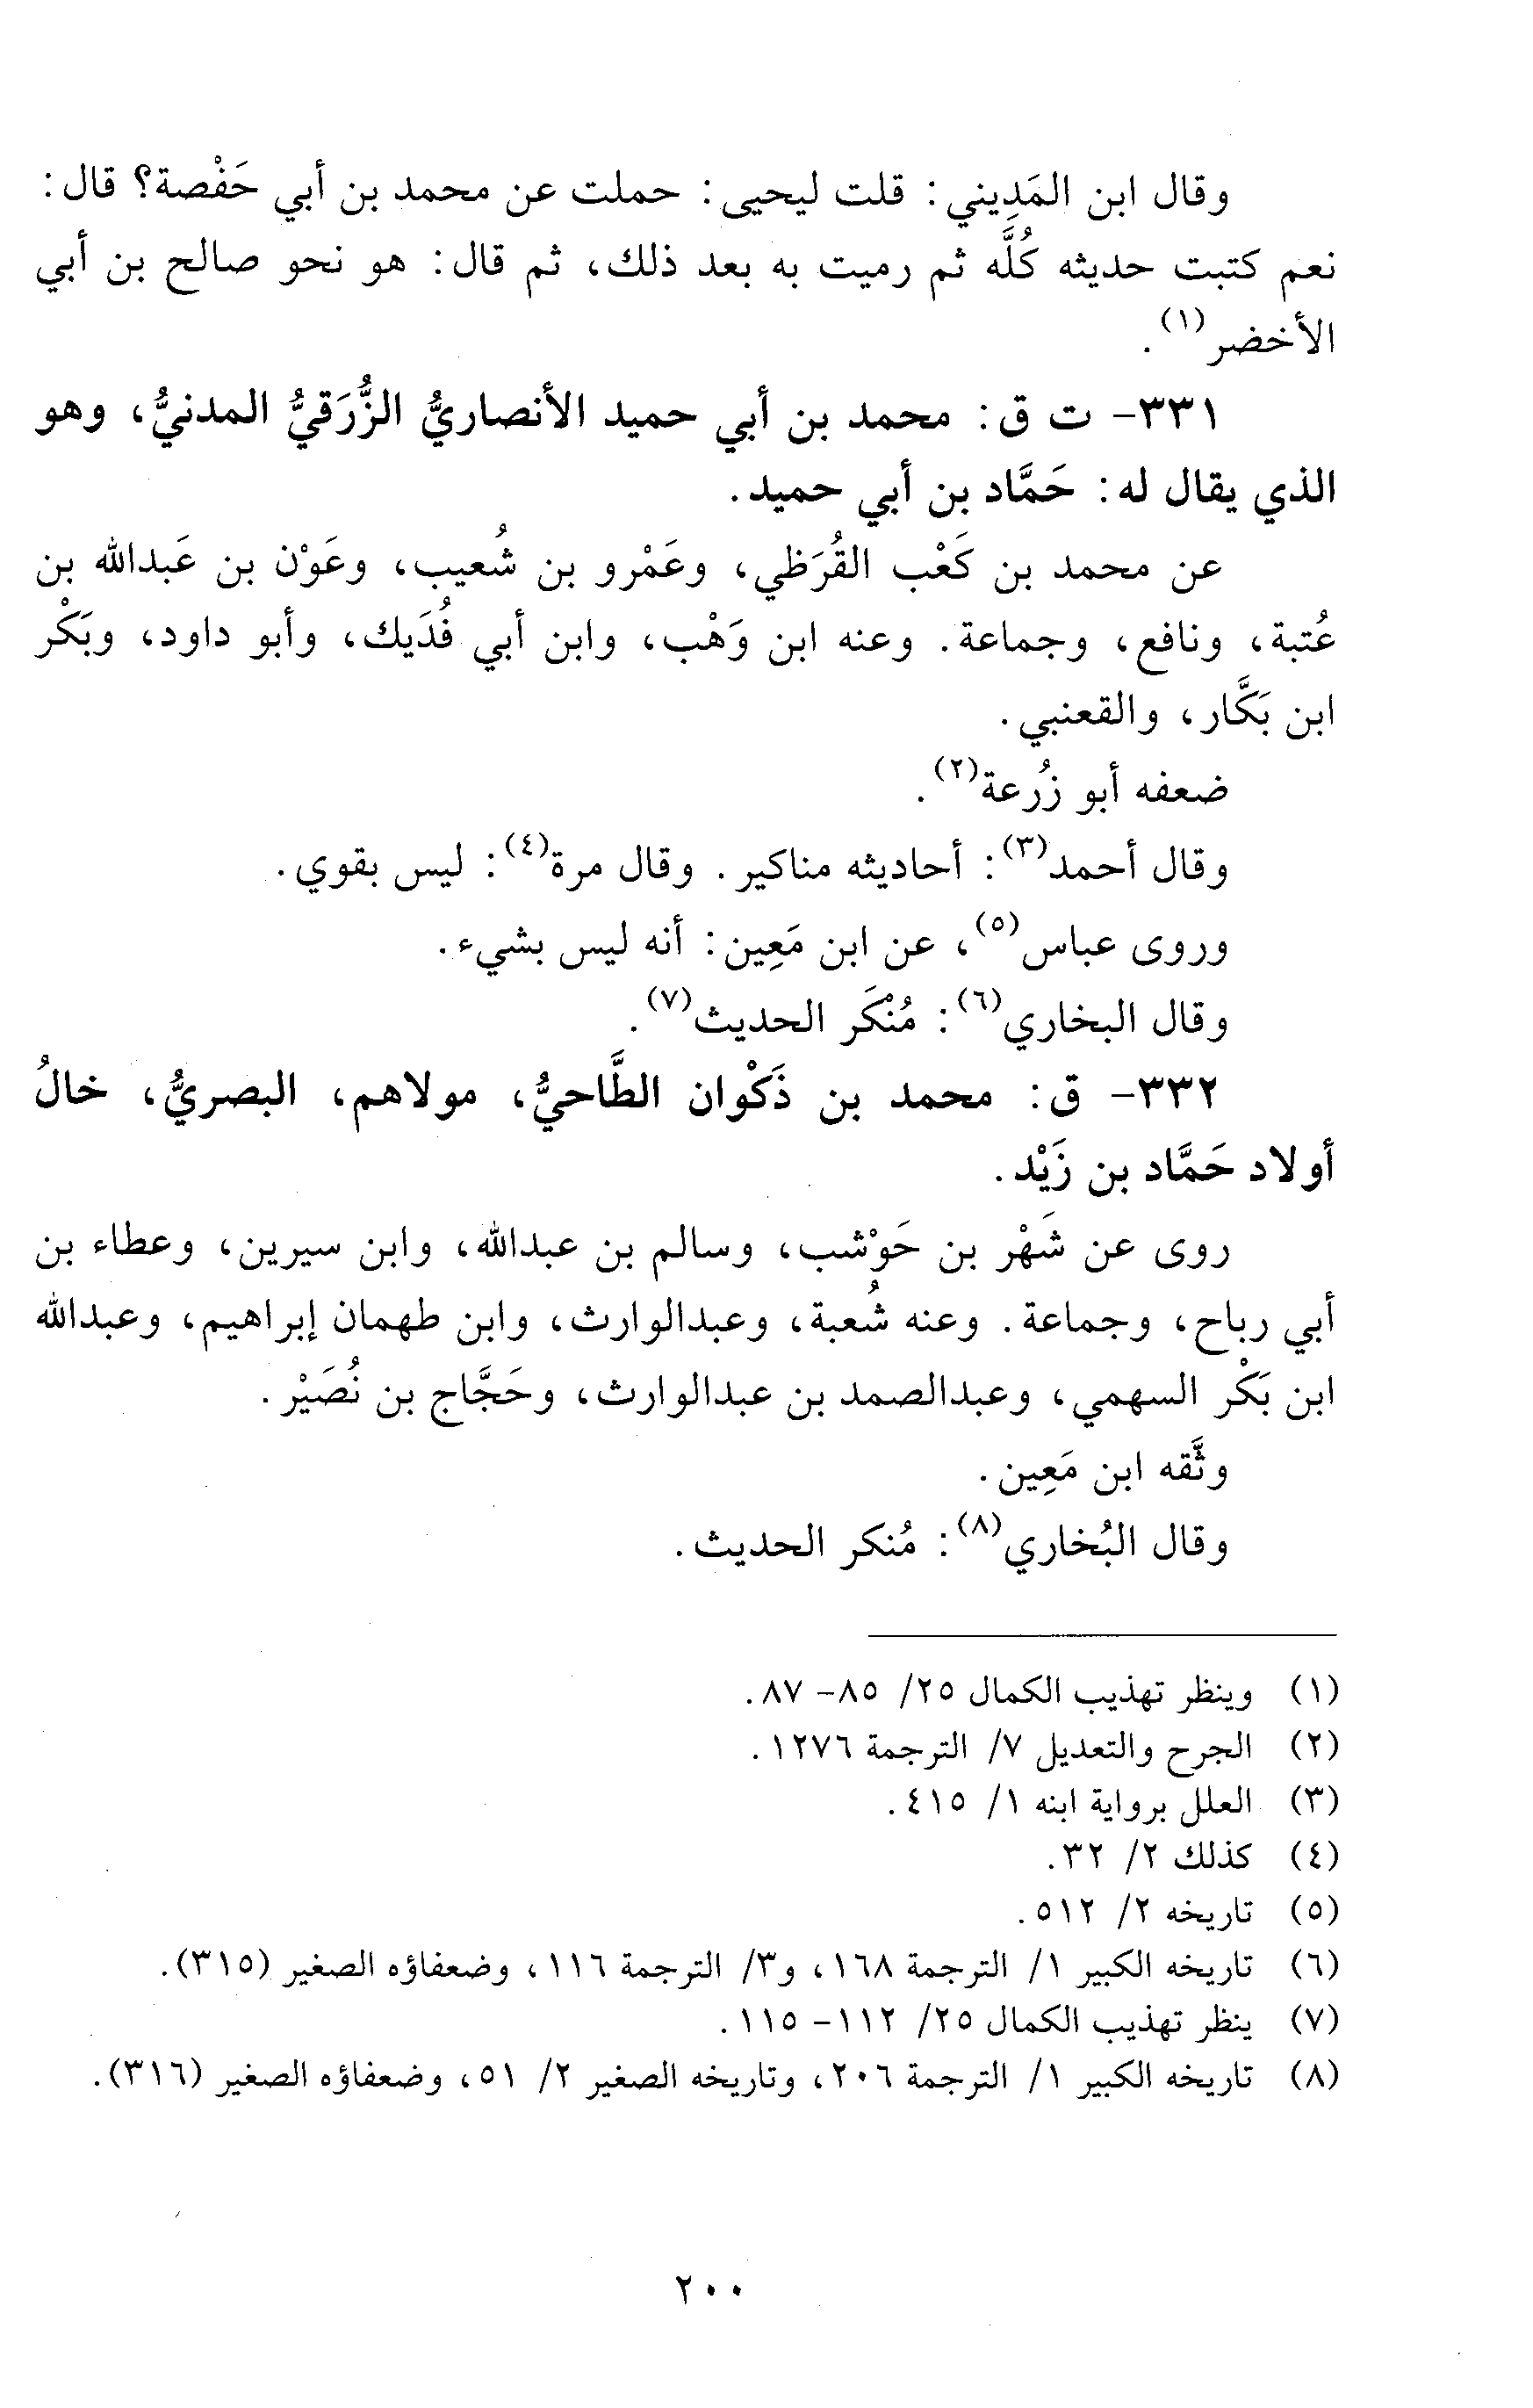 وقال ابن المَدِيني: قلت ليحيى: حملت عن محمد بن أبي حَفْصة؟ قال:
نعم كتبت حديثه كُلَّه ثم رميت به بعد ذلك، ثم قال: هو نحو صالح بن أبي
الأخضر(١).
٣٣١- ت ق: محمد بن أبي حميد الأنصاريُّ الزُّرَقيُّ المدنيُّ، وهو
الذي يقال له: حَمَّاد بن أبي حميد.
عن محمد بن كَعْب القُرَظي، وعَمْرو بن شُعيب، وعَوْن بن عَبدالله بن
عُتبة، ونافع، وجماعة. وعنه ابن وَهْب، وابن أبي فُدَيك، وأبو داود، وبَكْر
ابن بَكَّار، والقعنبي.
ضعفه أبو زُرعة(٢).
وقال أحمد(٣): أحاديثه مناكير. وقال مرة(٤): ليس بقوي.
وروى عباس(٥)، عن ابن مَعِين: أنه ليس بشيء.
وقال البخاري(٦): مُنْكَر الحديث(٧).
٣٣٢- ق: محمد بن ذَكْوان الطَّاحيُّ، مولاهم، البصريُّ، خالُ
أولاد حَمَّاد بن زَيْد.
روى عن شَهْر بن حَوْشب، وسالم بن عبدالله، وابن سيرين، وعطاء بن
أبي رباح، وجماعة. وعنه شُعبة، وعبدالوارث، وابن طهمان إبراهيم، وعبدالله
ابن بَكْر السهمي، وعبدالصمد بن عبدالوارث، وحَجَّاج بن نُصَيْر.
وثَّقه ابن مَعِين.
وقال البُخاري(٨): مُنكر الحديث.
(١) وينظر تهذيب الكمال ٢٥/ ٨٥- ٨٧.
(٢) الجرح والتعديل ٧/ الترجمة ١٢٧٦.
(٣) العلل برواية ابنه ١/ ٤١٥.
(٤) كذلك ٢/ ٣٢.
(٥) تاريخه ٢/ ٥١٢.
(٦) تاريخه الكبير ١/ الترجمة ١٦٨، و٣/ الترجمة ١١٦، وضعفاؤه الصغير (٣١٥).
(٧) ينظر تهذيب الكمال ٢٥/ ١١٢- ١١٥.
(٨) تاريخه الكبير ١/ الترجمة ٢٠٦، وتاريخه الصغير ٢/ ٥١، وضعفاؤه الصغير (٣١٦).
٢٠٠